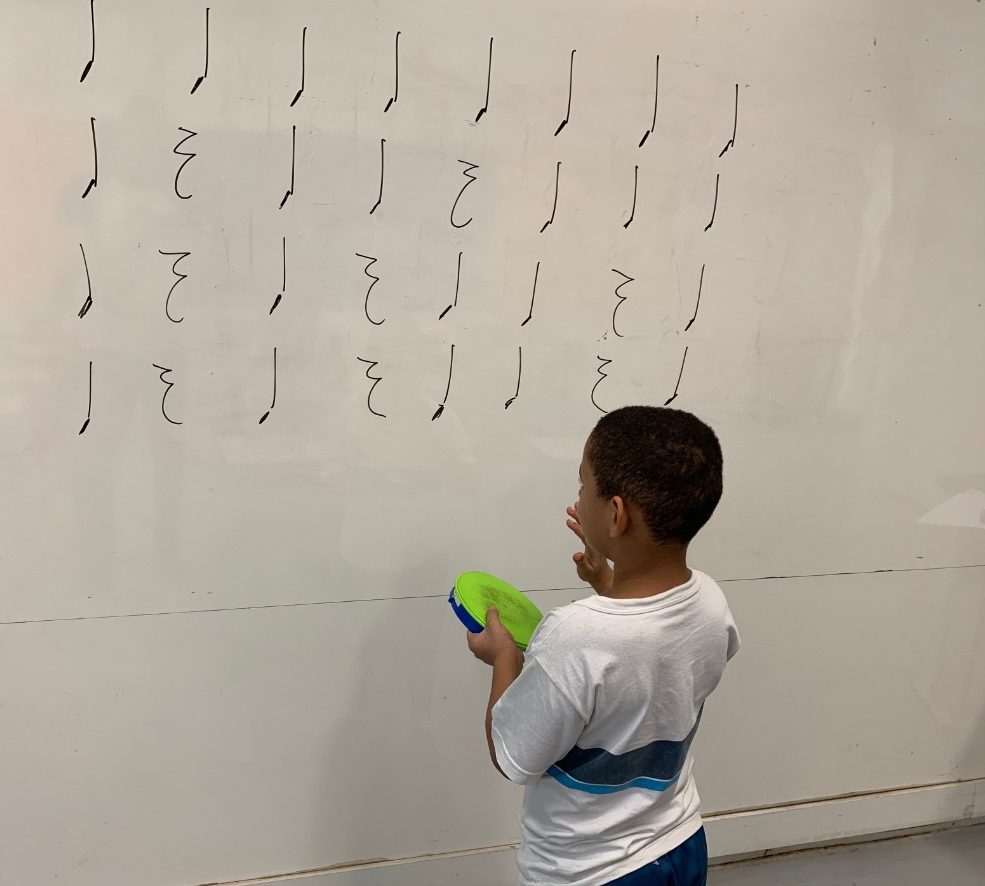 ♩ ♩ ♩ ♩ ♩ ♩ ♩ ♩
♩ 𝄽 ♩ ♩ 𝄽 ♩ ♩ ♩
♩ 𝄽 ♩ 𝄽 ♩ ♩ 𝄽 ♩
♩ 𝄽 ♩ 𝄽 ♩ ♩ 𝄽 ♩